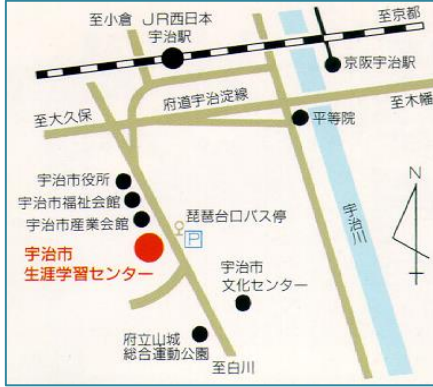 至小倉 JR西日本
宇治駅
至京都
京阪宇治駅
府道宇治淀線
至大久保
至木幡
平等院
宇治市役所
宇治市福祉会館
宇治市産業会館
琵琶台口バス停
P
宇治川
N
宇治市
生涯学習センター
宇治市
文化センター
府立山城
総合運動公園
至白川